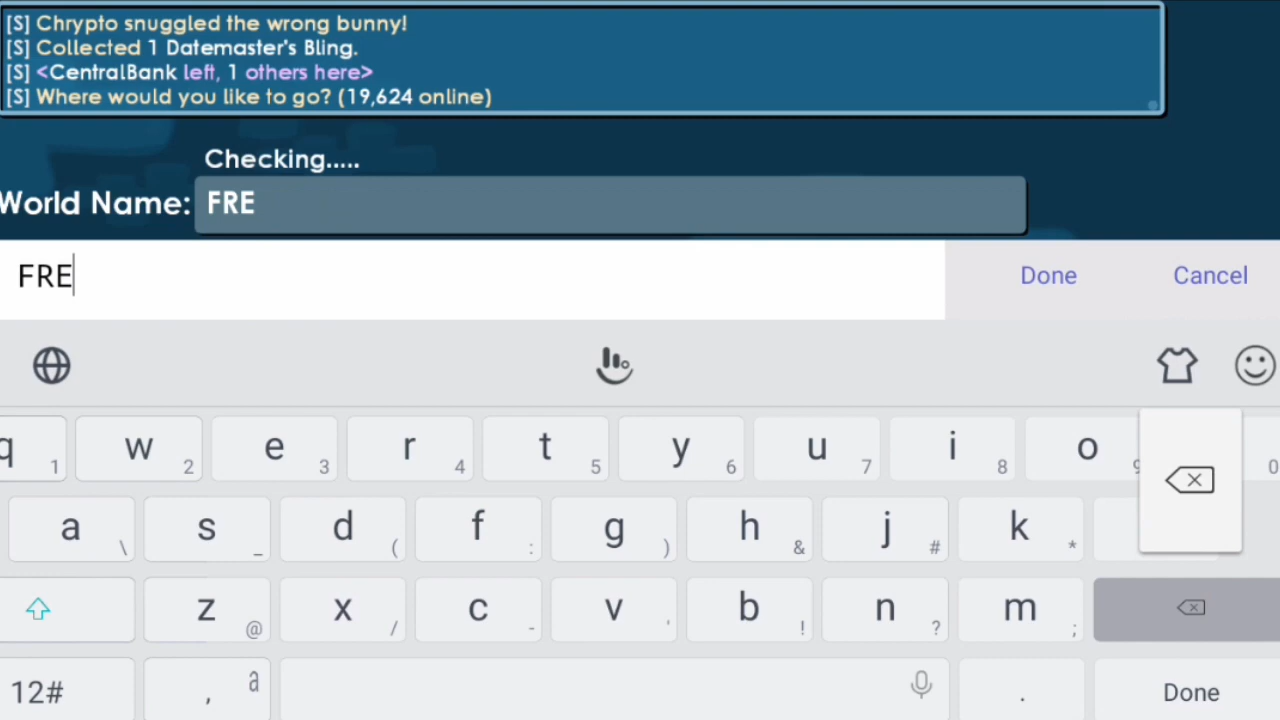 [S] Chrypto snuggled the wrong bunny!
[S] Collected 1 Datemaster's Bling.
[S] <CentralBank left, 1 others here>
[S] Where would you like to go? (19,624 online)
Checking.....
World Name: FRE
FRE Done Cancel
q 1 w 2 e 3 r 4 t 5 y 6 u 7 i 8 o 9 0
a \ s _ d ( f : g ) h & j # k *
z @ x / c - v ' b ! n ? m ;
12# , â . Done